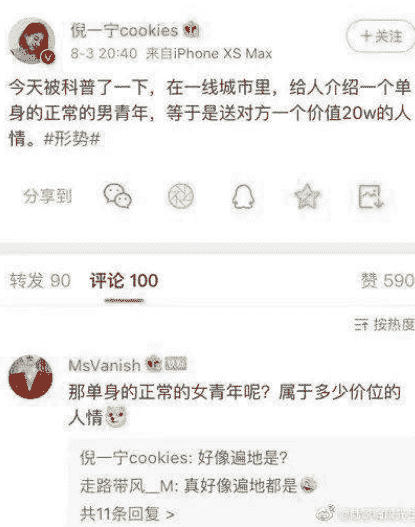 倪一宁cookies
+关注
8-3 20:40 来自iPhone XS Max
今天被科普了一下，在一线城市里，给人介绍一个单
身的正常的男青年，等于是送对方一个价值20w的人
情。#形势#
分享到
转发 90 评论 100 赞 590
按热度
MsVanish
那单身的正常的女青年呢？属于多少价位的
人情
倪一宁cookies: 好像遍地是?
走路带风__M: 真好像遍地都是
共11条回复 >